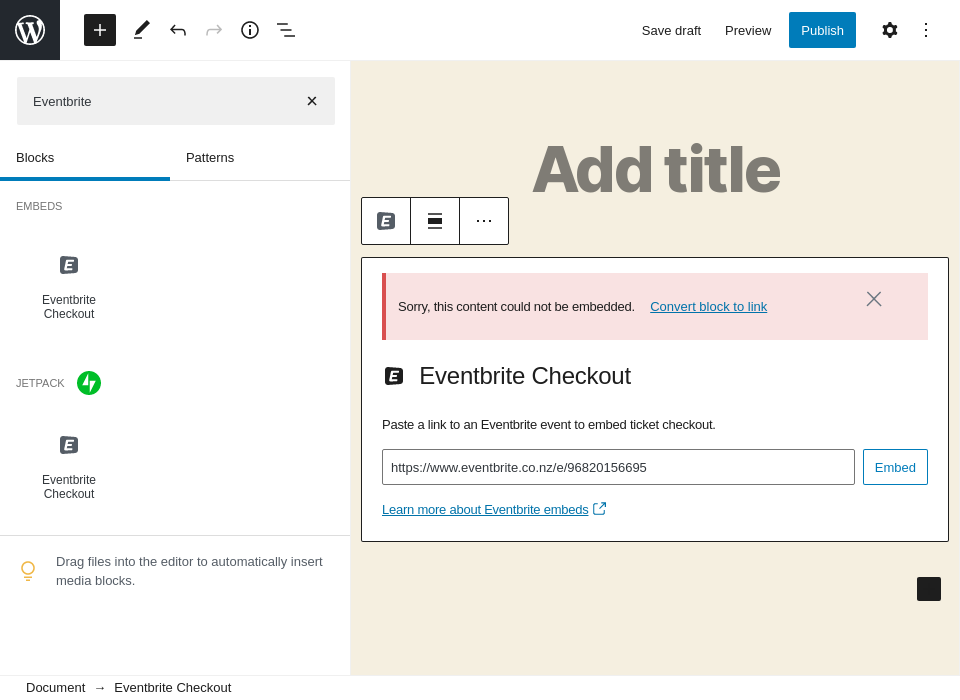 Save draft
Preview
Publish
Eventbrite
Blocks
Patterns
EMBEDS
Eventbrite
Checkout
JETPACK
Eventbrite
Checkout
Drag files into the editor to automatically insert
media blocks.
Add title
Sorry, this content could not be embedded. Convert block to link
Eventbrite Checkout
Paste a link to an Eventbrite event to embed ticket checkout.
https://www.eventbrite.co.nz/e/96820156695
Embed
Learn more about Eventbrite embeds
Document → Eventbrite Checkout